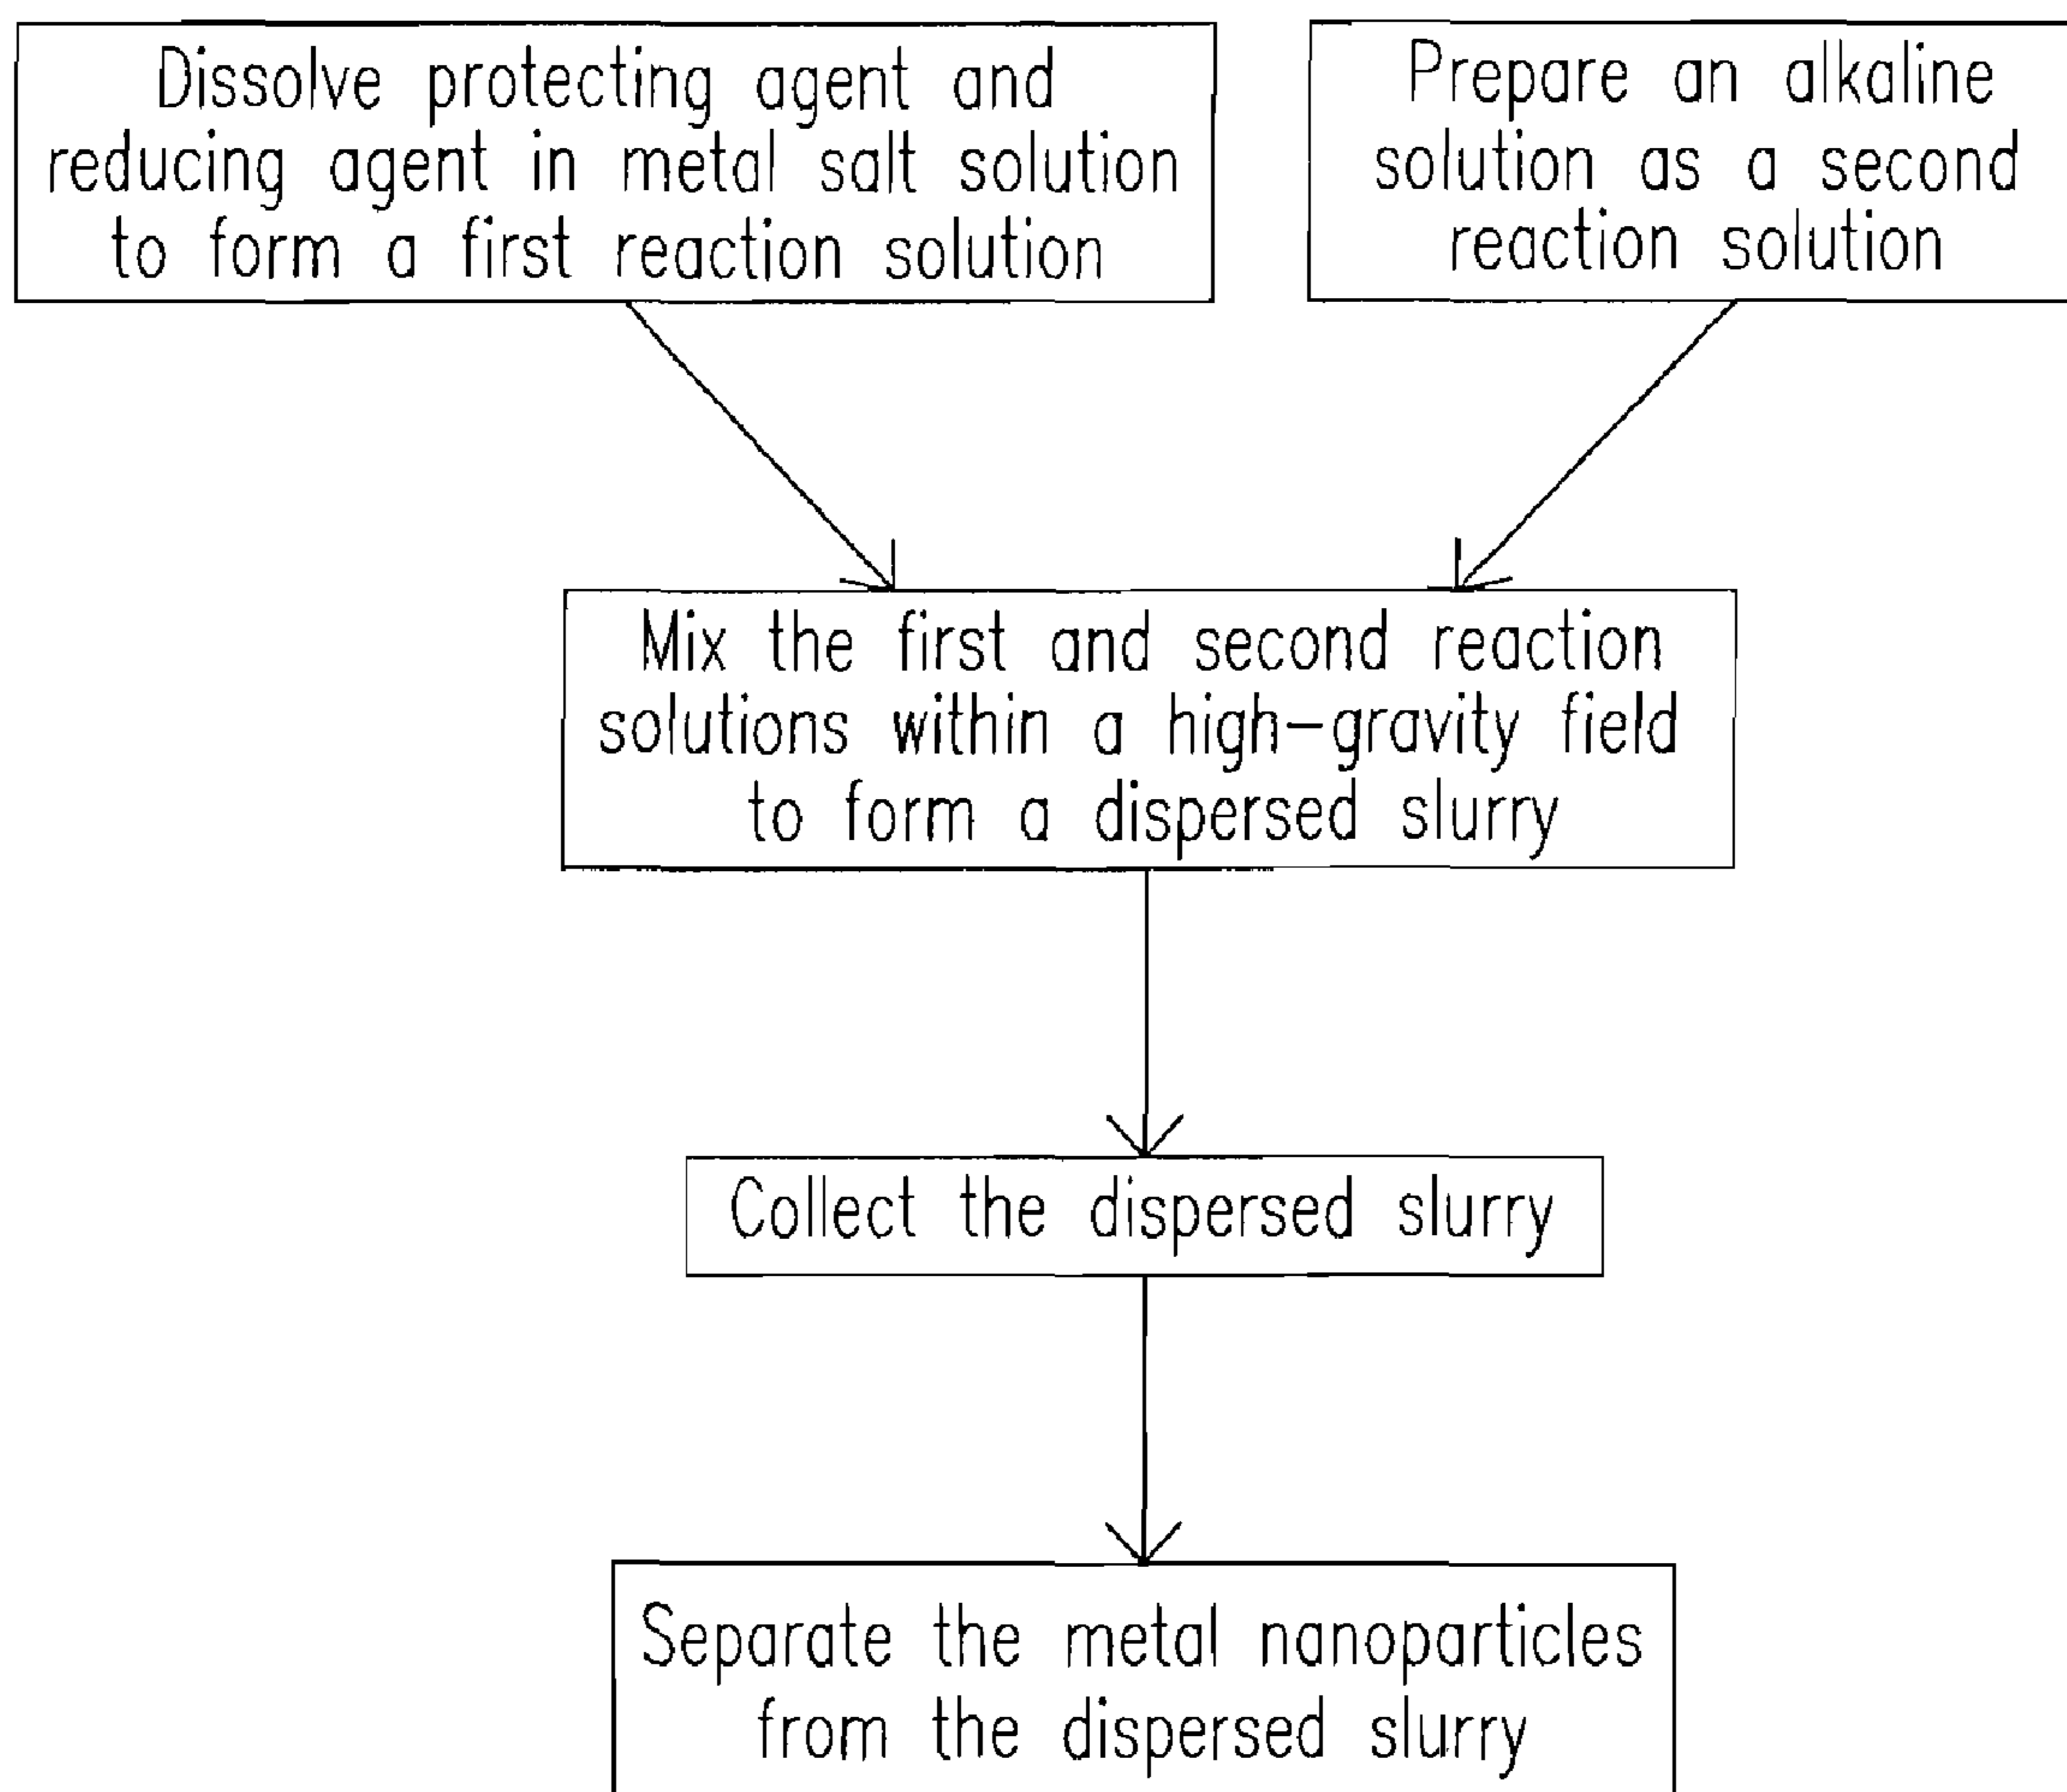 Dissolve protecting agent and
reducing agent in metal salt solution
to form a first reaction solution
Prepare an alkaline
solution as a second
reaction solution
Mix the first and second reaction
solutions within a high-gravity field
to form a dispersed slurry
Collect the dispersed slurry
Separate the metal nanoparticles
from the dispersed slurry